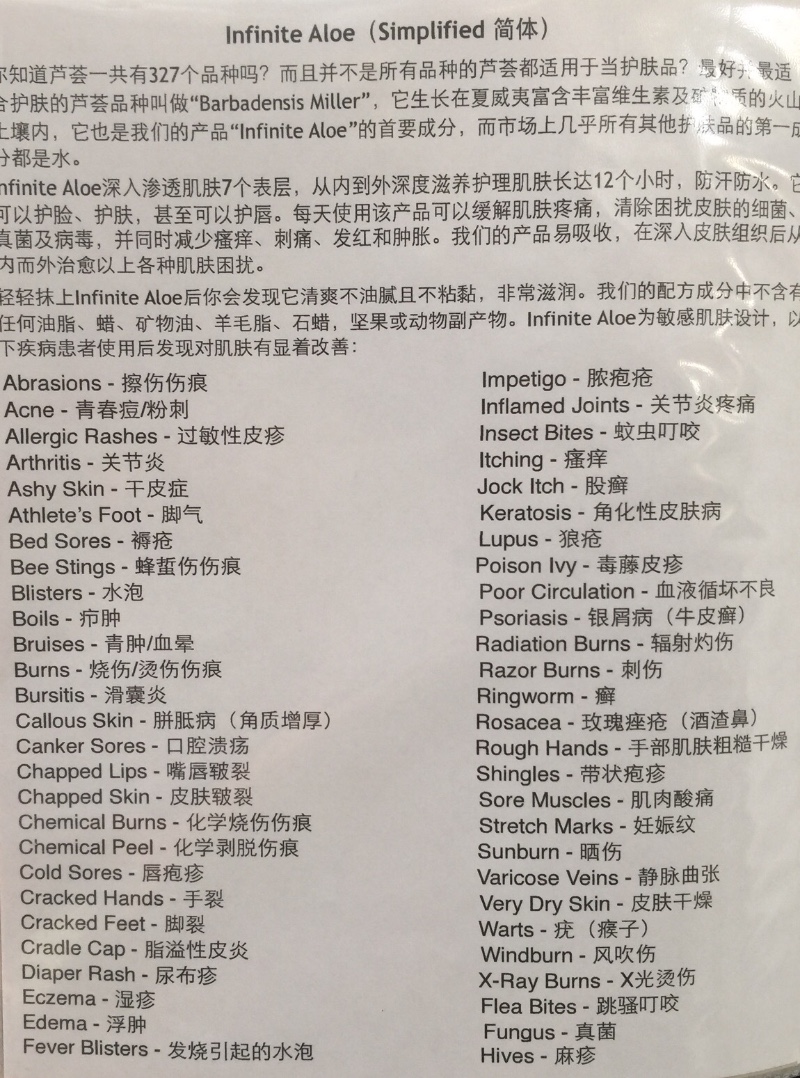 Infinite Aloe（Simplified 简体）
你知道芦荟一共有327个品种吗？而且并不是所有品种的芦荟都适用于当护肤品？最好并最适
合护肤的芦荟品种叫做“Barbadensis Miller”，它生长在夏威夷富含丰富维生素及矿物质的火山
土壤内，它也是我们的产品“Infinite Aloe”的首要成分，而市场上几乎所有其他护肤品的第一成
分都是水。
Infinite Aloe深入渗透肌肤7个表层，从内到外深度滋养护理肌肤长达12个小时，防汗防水。它
可以护脸、护肤，甚至可以护唇。每天使用该产品可以缓解肌肤疼痛，清除困扰皮肤的细菌、
真菌及病毒，并同时减少瘙痒、刺痛、发红和肿胀。我们的产品易吸收，在深入皮肤组织后从
内而外治愈以上各种肌肤困扰。
轻轻抹上Infinite Aloe后你会发现它清爽不油腻且不粘黏，非常滋润。我们的配方成分中不含有
任何油脂、蜡、矿物油、羊毛脂、石蜡，坚果或动物副产物。Infinite Aloe为敏感肌肤设计，以
下疾病患者使用后发现对肌肤有显着改善：
Abrasions - 擦伤伤痕
Acne - 青春痘/粉刺
Allergic Rashes - 过敏性皮疹
Arthritis - 关节炎
Ashy Skin - 干皮症
Athlete's Foot - 脚气
Bed Sores - 褥疮
Bee Stings - 蜂蜇伤伤痕
Blisters - 水泡
Boils - 疖肿
Bruises - 青肿/血晕
Burns - 烧伤/烫伤伤痕
Bursitis - 滑囊炎
Callous Skin - 胼胝病（角质增厚）
Canker Sores - 口腔溃疡
Chapped Lips - 嘴唇皲裂
Chapped Skin - 皮肤皲裂
Chemical Burns - 化学烧伤伤痕
Chemical Peel - 化学剥脱伤痕
Cold Sores - 唇疱疹
Cracked Hands - 手裂
Cracked Feet - 脚裂
Cradle Cap - 脂溢性皮炎
Diaper Rash - 尿布疹
Eczema - 湿疹
Edema - 浮肿
Fever Blisters - 发烧引起的水泡
Impetigo - 脓疱疮
Inflamed Joints - 关节炎疼痛
Insect Bites - 蚊虫叮咬
Itching - 瘙痒
Jock Itch - 股癣
Keratosis - 角化性皮肤病
Lupus - 狼疮
Poison Ivy - 毒藤皮疹
Poor Circulation - 血液循坏不良
Psoriasis - 银屑病（牛皮癣）
Radiation Burns - 辐射灼伤
Razor Burns - 刺伤
Ringworm - 癣
Rosacea - 玫瑰痤疮（酒渣鼻）
Rough Hands - 手部肌肤粗糙干燥
Shingles - 带状疱疹
Sore Muscles - 肌肉酸痛
Stretch Marks - 妊娠纹
Sunburn - 晒伤
Varicose Veins - 静脉曲张
Very Dry Skin - 皮肤干燥
Warts - 疣（瘊子）
Windburn - 风吹伤
X-Ray Burns - X光烫伤
Flea Bites - 跳骚叮咬
Fungus - 真菌
Hives - 麻疹